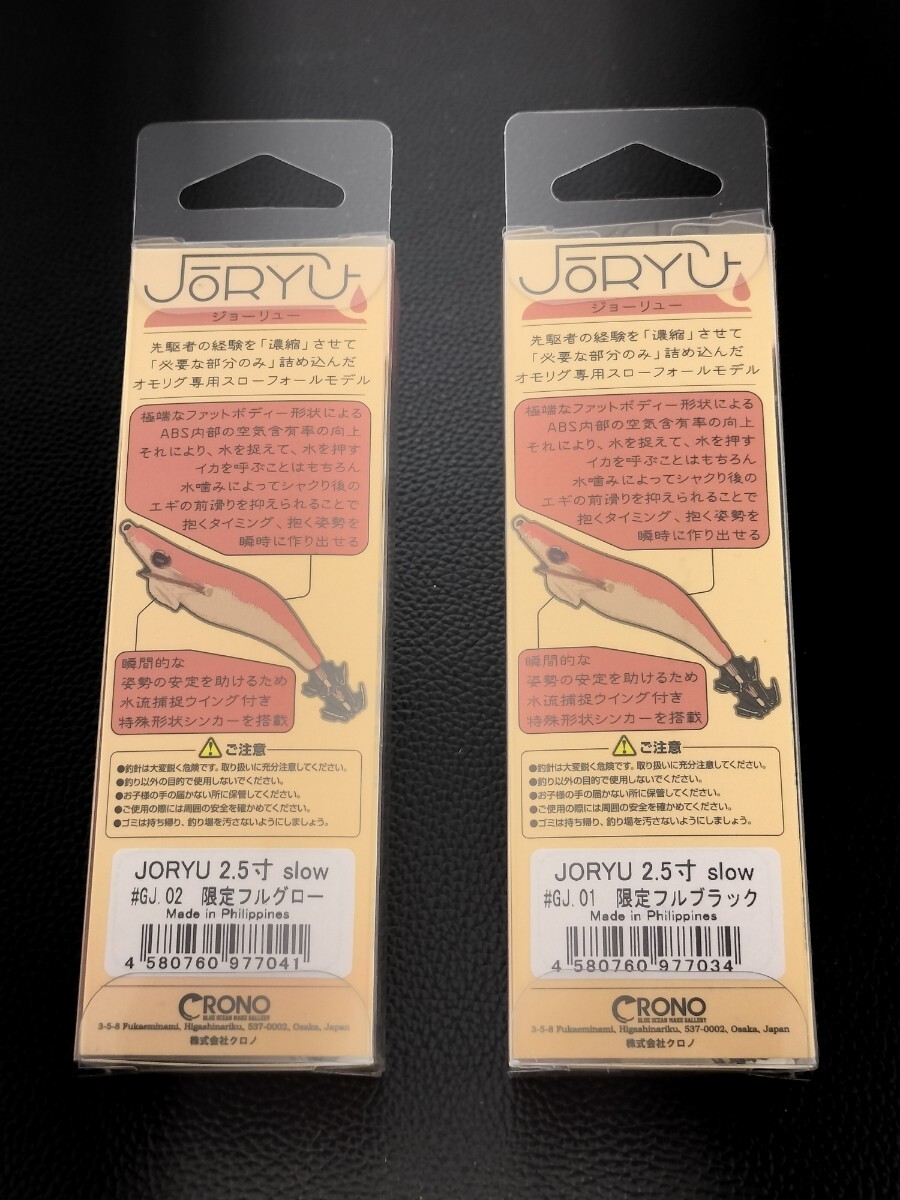 JŌRYU
ジョーリュー
先駆者の経験を「濃縮」させて
「必要な部分のみ」詰め込んだ
オモリグ専用スローフォールモデル
極端なファットボディー形状による
ABS内部の空気含有率の向上
それにより、水を捉えて、水を押す
イカを呼ぶことはもちろん
水噛みによってシャクり後の
エギの前滑りを抑えられることで
抱くタイミング、抱く姿勢を
瞬時に作り出せる
瞬間的な
姿勢の安定を助けるため
水流捕捉ウイング付き
特殊形状シンカーを搭載
ご注意
●釣針は大変鋭く危険です。取り扱いに充分注意してください。
●釣り以外の目的で使用しないでください。
●お子様の手の届かない所に保管してください。
●ご使用の際には周囲の安全を確かめてください。
●ゴミは持ち帰り、釣り場を汚さないようにしましょう。
JORYU 2.5寸 slow
#GJ.02 限定フルグロー
Made in Philippines
4 580760 977041
CRONO
BLUE OCEAN MAKE GALLERY
3-5-8 Fukaeminami, Higashinariku, 537-0002, Osaka, Japan
株式会社クロノ
JŌRYU
ジョーリュー
先駆者の経験を「濃縮」させて
「必要な部分のみ」詰め込んだ
オモリグ専用スローフォールモデル
極端なファットボディー形状による
ABS内部の空気含有率の向上
それにより、水を捉えて、水を押す
イカを呼ぶことはもちろん
水噛みによってシャクり後の
エギの前滑りを抑えられることで
抱くタイミング、抱く姿勢を
瞬時に作り出せる
瞬間的な
姿勢の安定を助けるため
水流捕捉ウイング付き
特殊形状シンカーを搭載
ご注意
●釣針は大変鋭く危険です。取り扱いに充分注意してください。
●釣り以外の目的で使用しないでください。
●お子様の手の届かない所に保管してください。
●ご使用の際には周囲の安全を確かめてください。
●ゴミは持ち帰り、釣り場を汚さないようにしましょう。
JORYU 2.5寸 slow
#GJ.01 限定フルブラック
Made in Philippines
4 580760 977034
CRONO
BLUE OCEAN MAKE GALLERY
3-5-8 Fukaeminami, Higashinariku, 537-0002, Osaka, Japan
株式会社クロノ